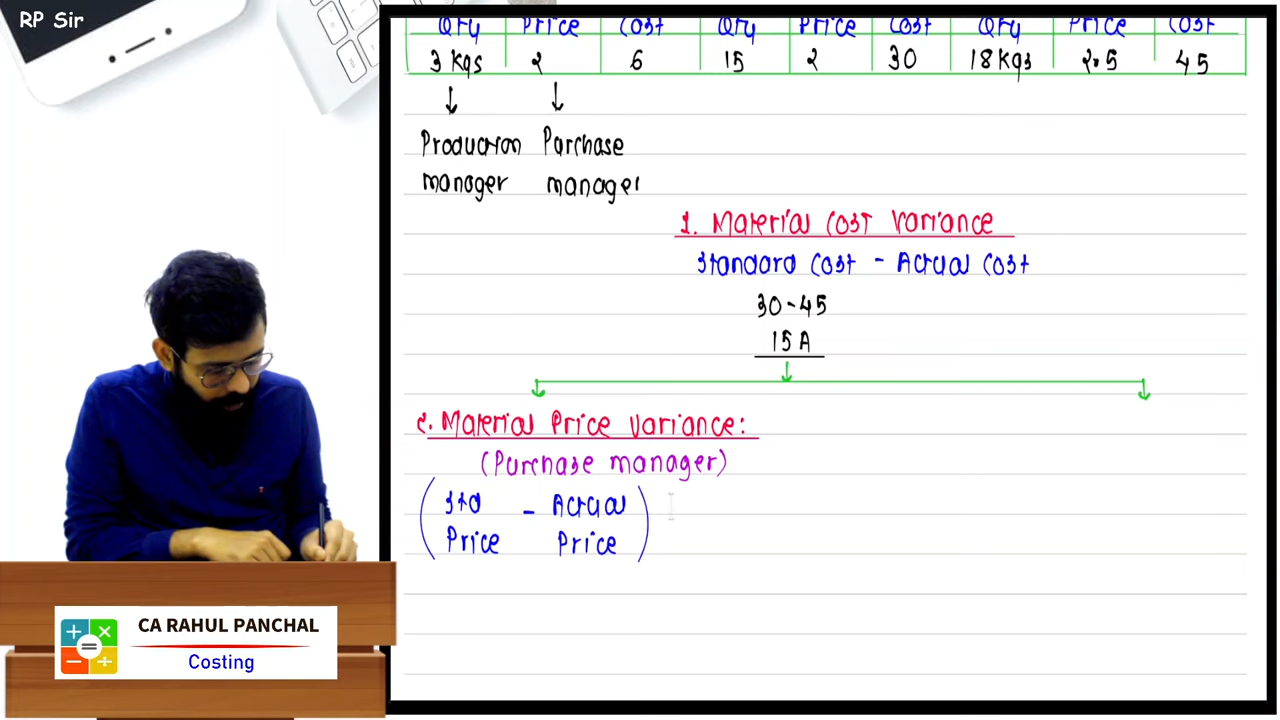 RP Sir
Qty Price Cost Qty Price Cost Qty Price Cost
3 Kgs 2 6 15 2 30 18 Kgs 2.5 45
Production Purchase
manager manager
1. Material Cost Variance
Standard Cost - Actual Cost
30-45
15 A
2. Material Price Variance:
(Purchase manager)
( Std - Actual )
Price Price
CA RAHUL PANCHAL
Costing